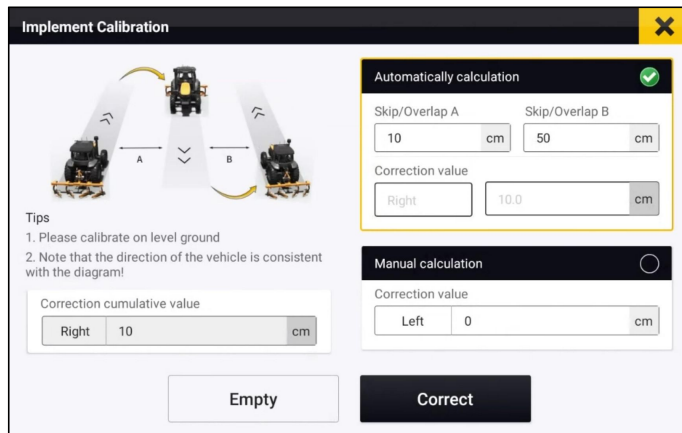 Implement Calibration
A
B
Tips
1. Please calibrate on level ground
2. Note that the direction of the vehicle is consistent
with the diagram!
Correction cumulative value
Right 10 cm
Automatically calculation
Skip/Overlap A Skip/Overlap B
10 cm 50 cm
Correction value
Right 10.0 cm
Manual calculation
Correction value
Left 0 cm
Empty Correct